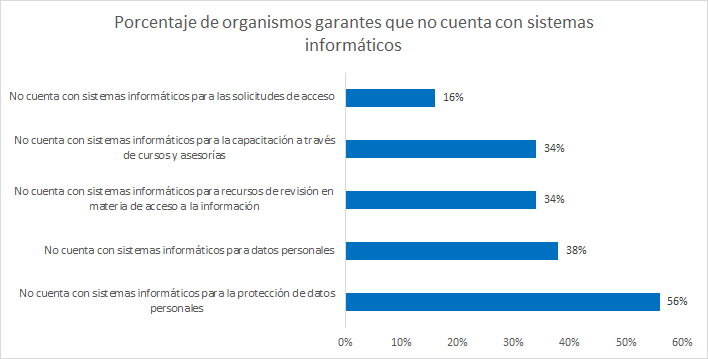 Porcentaje de organismos garantes que no cuenta con sistemas
informáticos
No cuenta con sistemas informáticos para las solicitudes de acceso
16%
No cuenta con sistemas informáticos para la capacitación a través
de cursos y asesorías
34%
No cuenta con sistemas informáticos para recursos de revisión en
materia de acceso a la información
34%
No cuenta con sistemas informáticos para datos personales
38%
No cuenta con sistemas informáticos para la protección de datos
personales
56%
0% 10% 20% 30% 40% 50% 60%